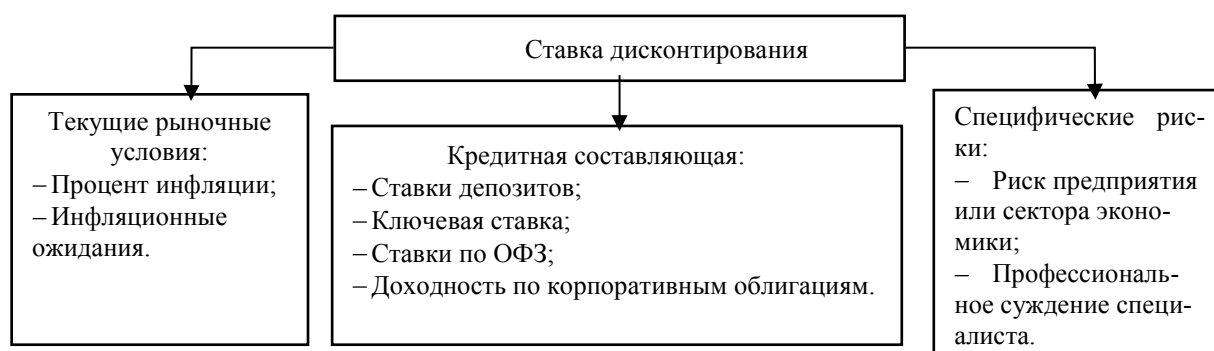 Ставка дисконтирования
Текущие рыночные
условия:
– Процент инфляции;
– Инфляционные
ожидания.
Кредитная составляющая:
– Ставки депозитов;
– Ключевая ставка;
– Ставки по ОФЗ;
– Доходность по корпоративным облигациям.
Специфические рис-
ки:
– Риск предприятия
или сектора эконо-
мики;
– Профессиональ-
ное суждение специ-
алиста.